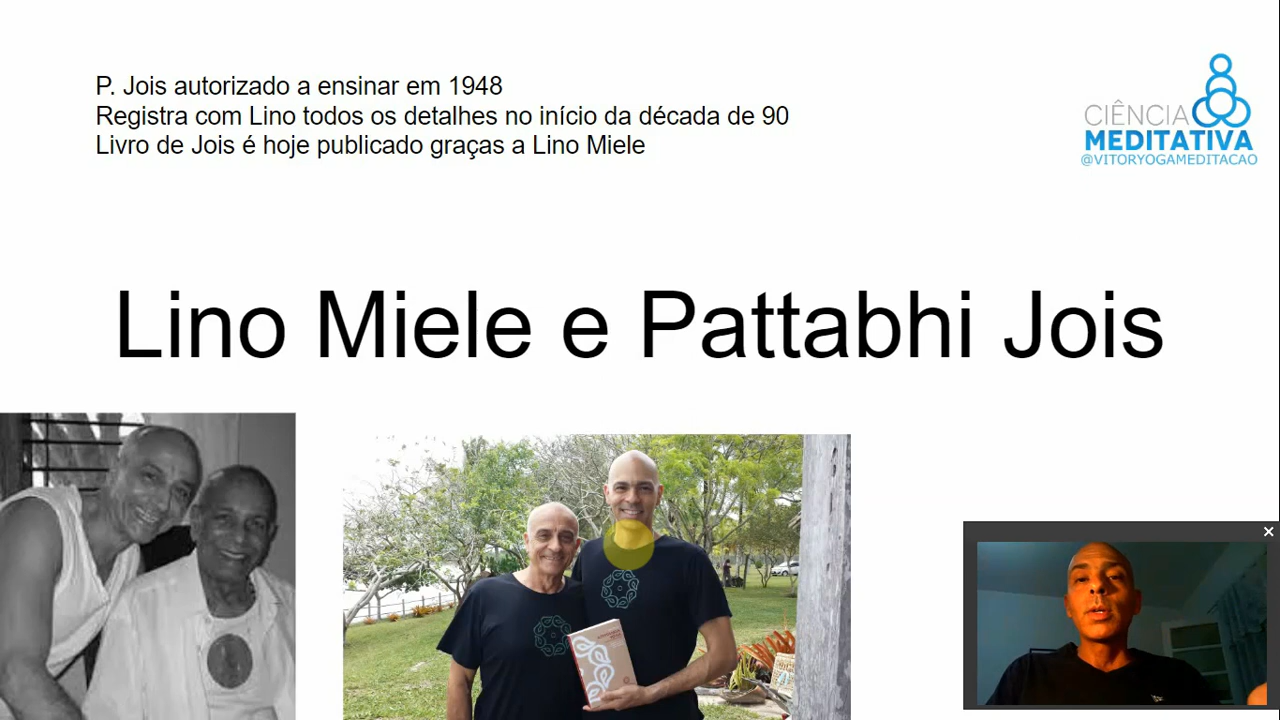 P. Jois autorizado a ensinar em 1948
Registra com Lino todos os detalhes no início da década de 90
Livro de Jois é hoje publicado graças a Lino Miele
CIÊNCIA
MEDITATIVA
@VITORYOGAMEDITACAO
Lino Miele e Pattabhi Jois